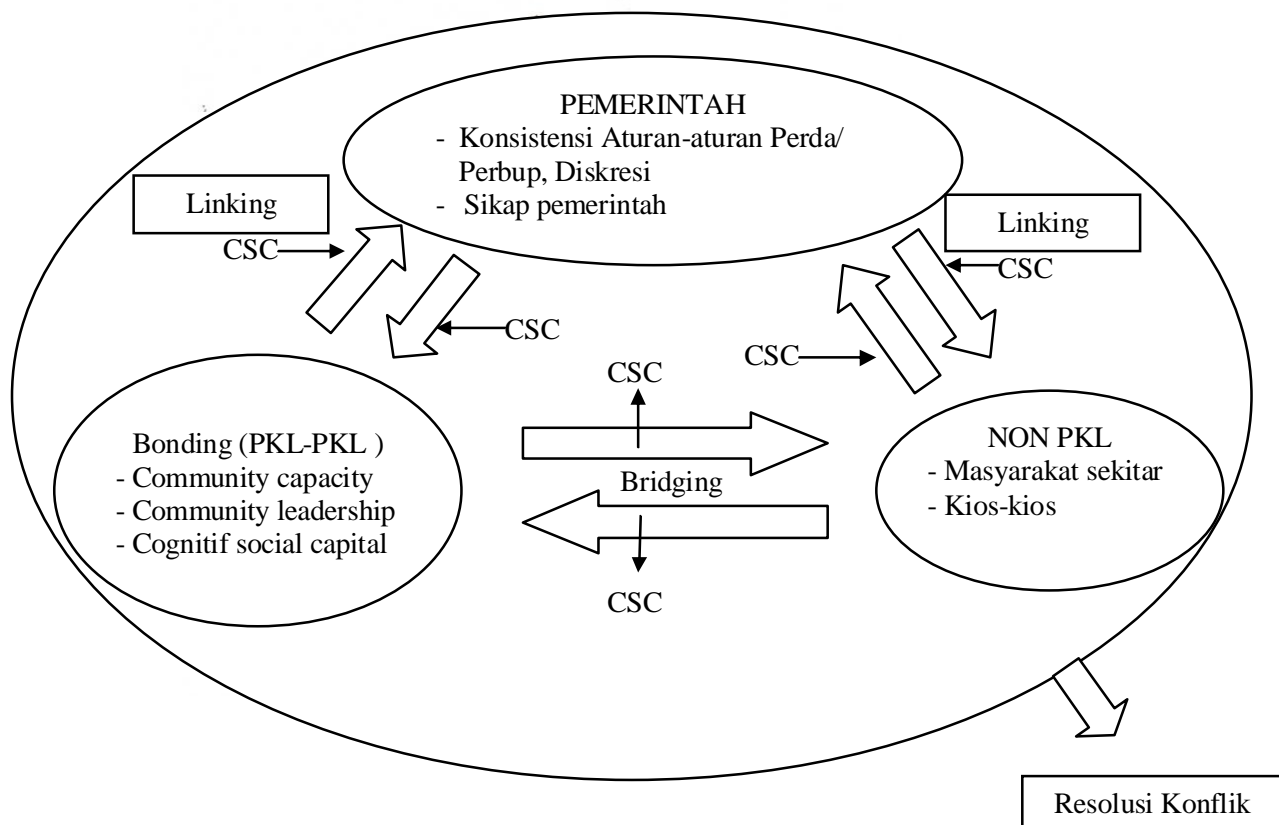 PEMERINTAH
- Konsistensi Aturan-aturan Perda/
Perbup, Diskresi
- Sikap pemerintah
Linking
CSC
CSC
Linking
CSC
CSC
CSC
Bridging
CSC
Bonding (PKL-PKL )
- Community capacity
- Community leadership
- Cognitif social capital
NON PKL
- Masyarakat sekitar
- Kios-kios
Resolusi Konflik